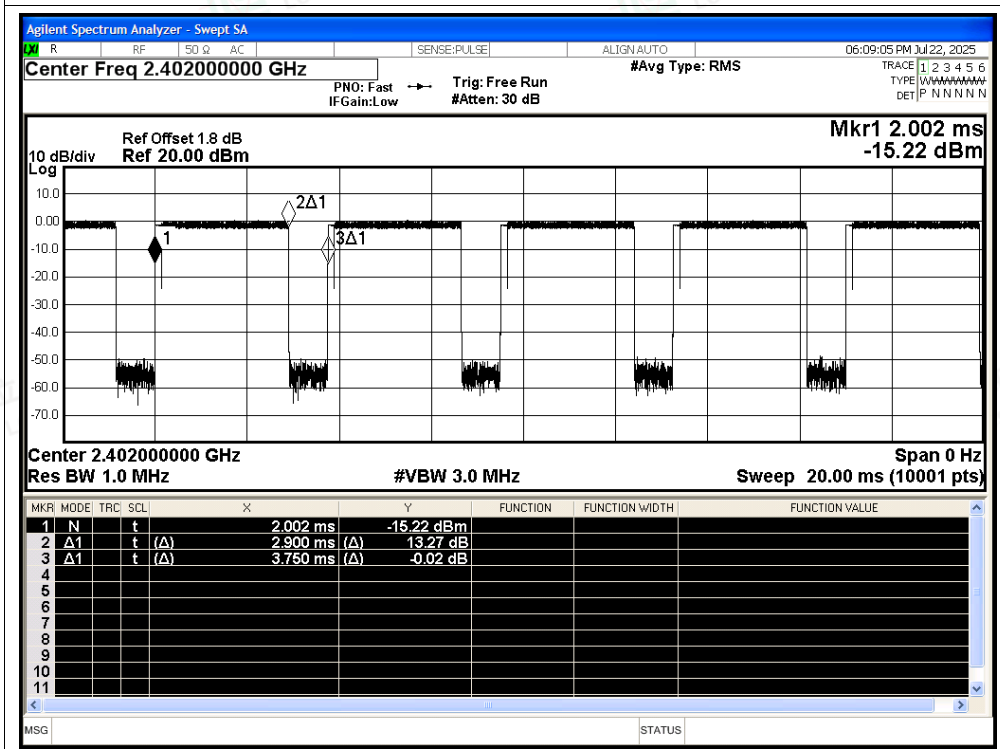 Agilent Spectrum Analyzer - Swept SA
LXI R RF 50 Ω AC SENSE:PULSE ALIGN AUTO 06:09:05 PM Jul 22, 2025
Center Freq 2.402000000 GHz #Avg Type: RMS TRACE 1 2 3 4 5 6
PNO: Fast Trig: Free Run TYPE
IFGain:Low #Atten: 30 dB DET P N N N N N
Mkr1 2.002 ms
-15.22 dBm
Ref Offset 1.8 dB
10 dB/div Ref 20.00 dBm
Log
10.0
0.00
-10.0
-20.0
-30.0
-40.0
-50.0
-60.0
-70.0
2Δ1
1
3Δ1
Center 2.402000000 GHz Span 0 Hz
Res BW 1.0 MHz #VBW 3.0 MHz Sweep 20.00 ms (10001 pts)
MKR MODE TRC SCL X Y FUNCTION FUNCTION WIDTH FUNCTION VALUE
1 N t 2.002 ms -15.22 dBm
2 Δ1 t (Δ) 2.900 ms (Δ) 13.27 dB
3 Δ1 t (Δ) 3.750 ms (Δ) -0.02 dB
4
5
6
7
8
9
10
11
MSG STATUS